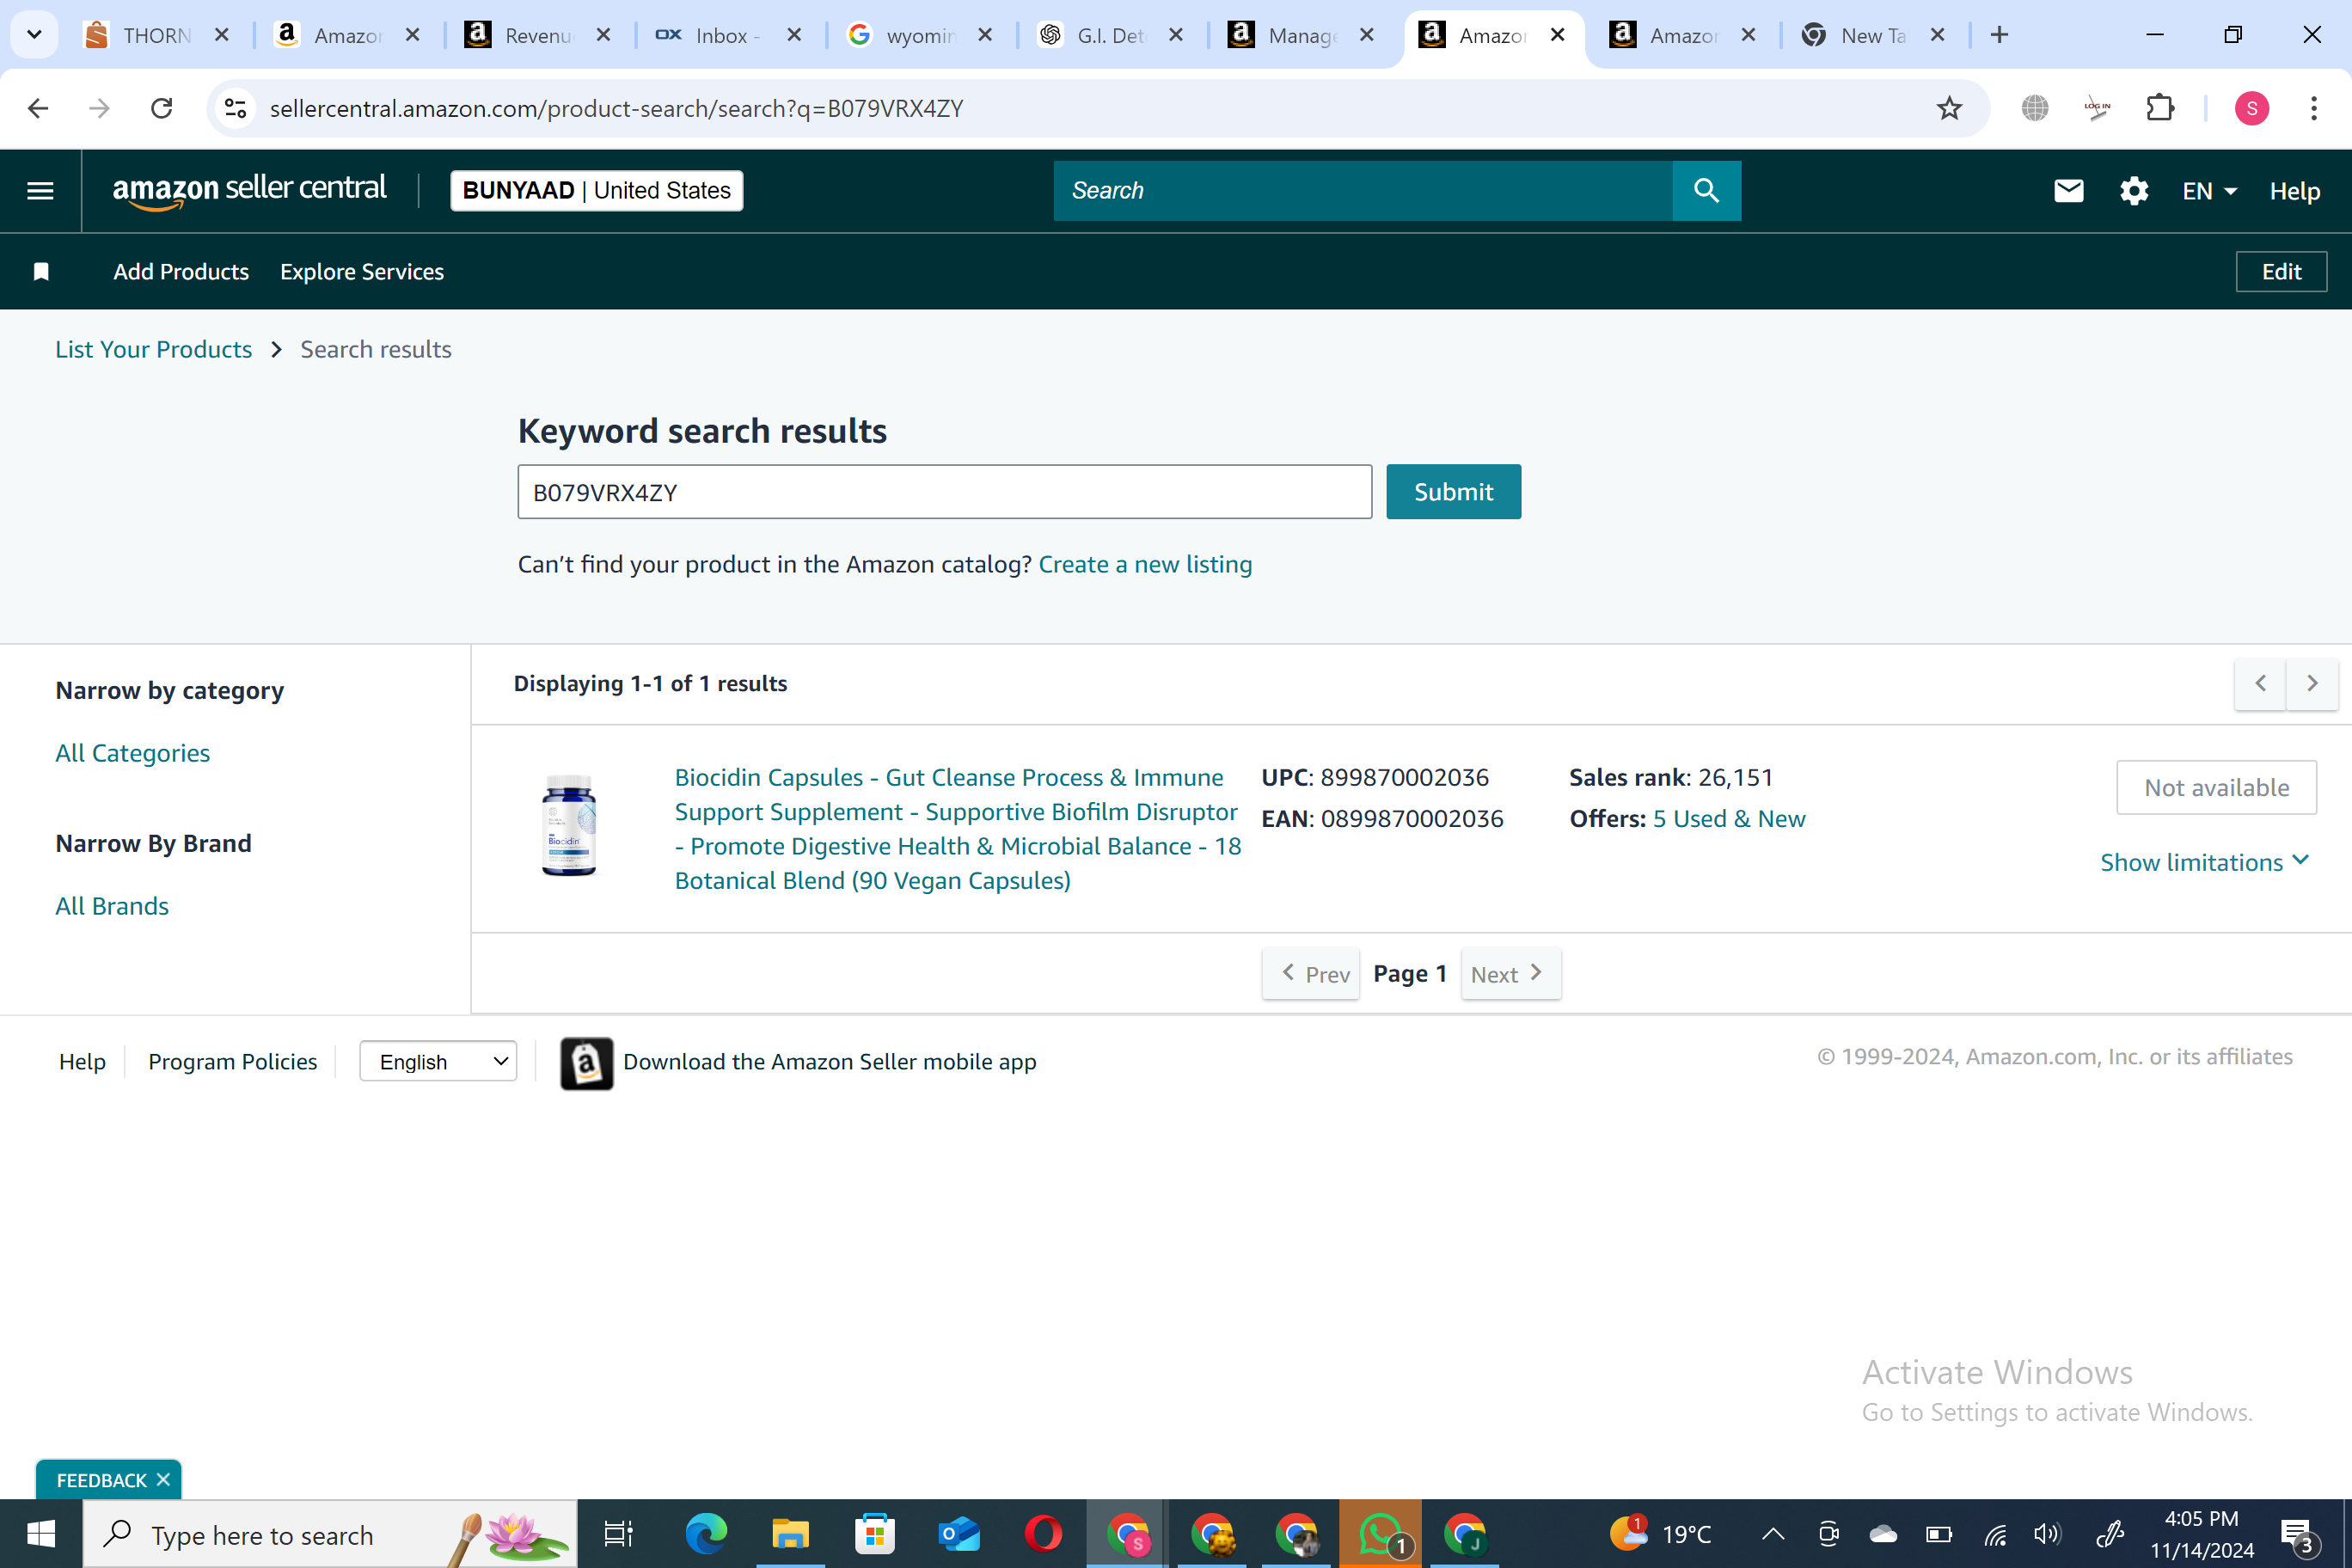 THORN
Amazon
Revenu
Inbox -
wyomin
G.I. Det
Manage
Amazon
Amazon
New Ta
sellercentral.amazon.com/product-search/search?q=B079VRX4ZY
LOG IN
S
amazon seller central
BUNYAAD | United States
Search
EN
Help
Add Products
Explore Services
Edit
List Your Products
Search results
Keyword search results
B079VRX4ZY
Submit
Can't find your product in the Amazon catalog? Create a new listing
Narrow by category
Displaying 1-1 of 1 results
All Categories
Narrow By Brand
All Brands
Biocidin
Biocidin Capsules - Gut Cleanse Process & Immune
Support Supplement - Supportive Biofilm Disruptor
- Promote Digestive Health & Microbial Balance - 18
Botanical Blend (90 Vegan Capsules)
UPC: 899870002036
EAN: 0899870002036
Sales rank: 26,151
Offers: 5 Used & New
Not available
Show limitations
Prev
Page 1
Next
Help
Program Policies
English
Download the Amazon Seller mobile app
© 1999-2024, Amazon.com, Inc. or its affiliates
Activate Windows
Go to Settings to activate Windows.
FEEDBACK
Type here to search
S
1
J
1
19°C
4:05 PM
11/14/2024
3